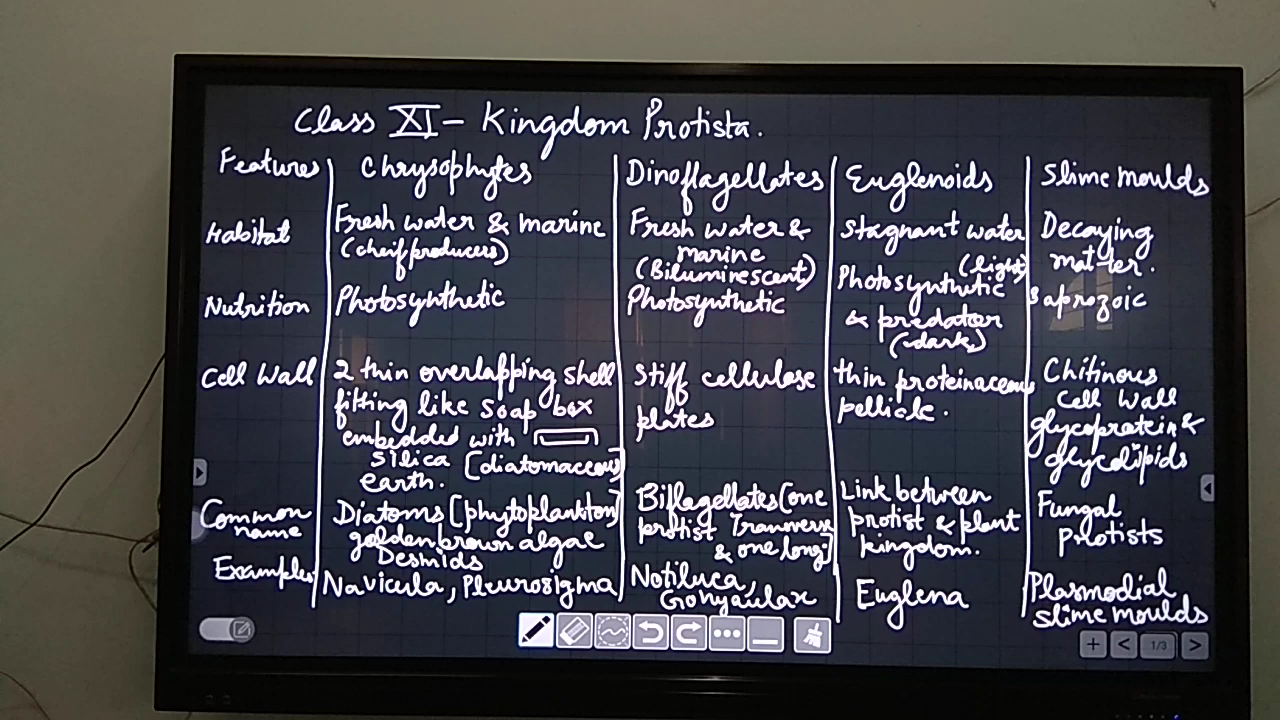 Class XI - Kingdom Protista.
Features
Chrysophytes
Dinoflagellates
Euglenoids
Slime moulds
Habitat
Fresh water & marine
(cheif producers)
Fresh water &
marine
(Biluminescent)
Stagnant water
Decaying
matter.
Nutrition
Photosynthetic
Photosynthetic
(light)
Photosynthetic
& predator
(dark)
Saprozoic
Cell Wall
2 thin overlapping shell
fitting like soap box
embedded with
silica [diatomaceous]
earth.
Stiff cellulose
plates
thin proteinaceous
pellicle.
Chitinous
cell wall
glycoprotein &
glycolipids
Common
name
Diatoms [phytoplankton]
golden brown algae
Desmids
Biflagellates [one
protist Tranverse
& one long]
Link between
protist & plant
kingdom.
Fungal
protists
Examples
Navicula, Pleurosigma
Notiluca,
Gonyaulax
Euglena
Plasmodial
slime moulds
1/3